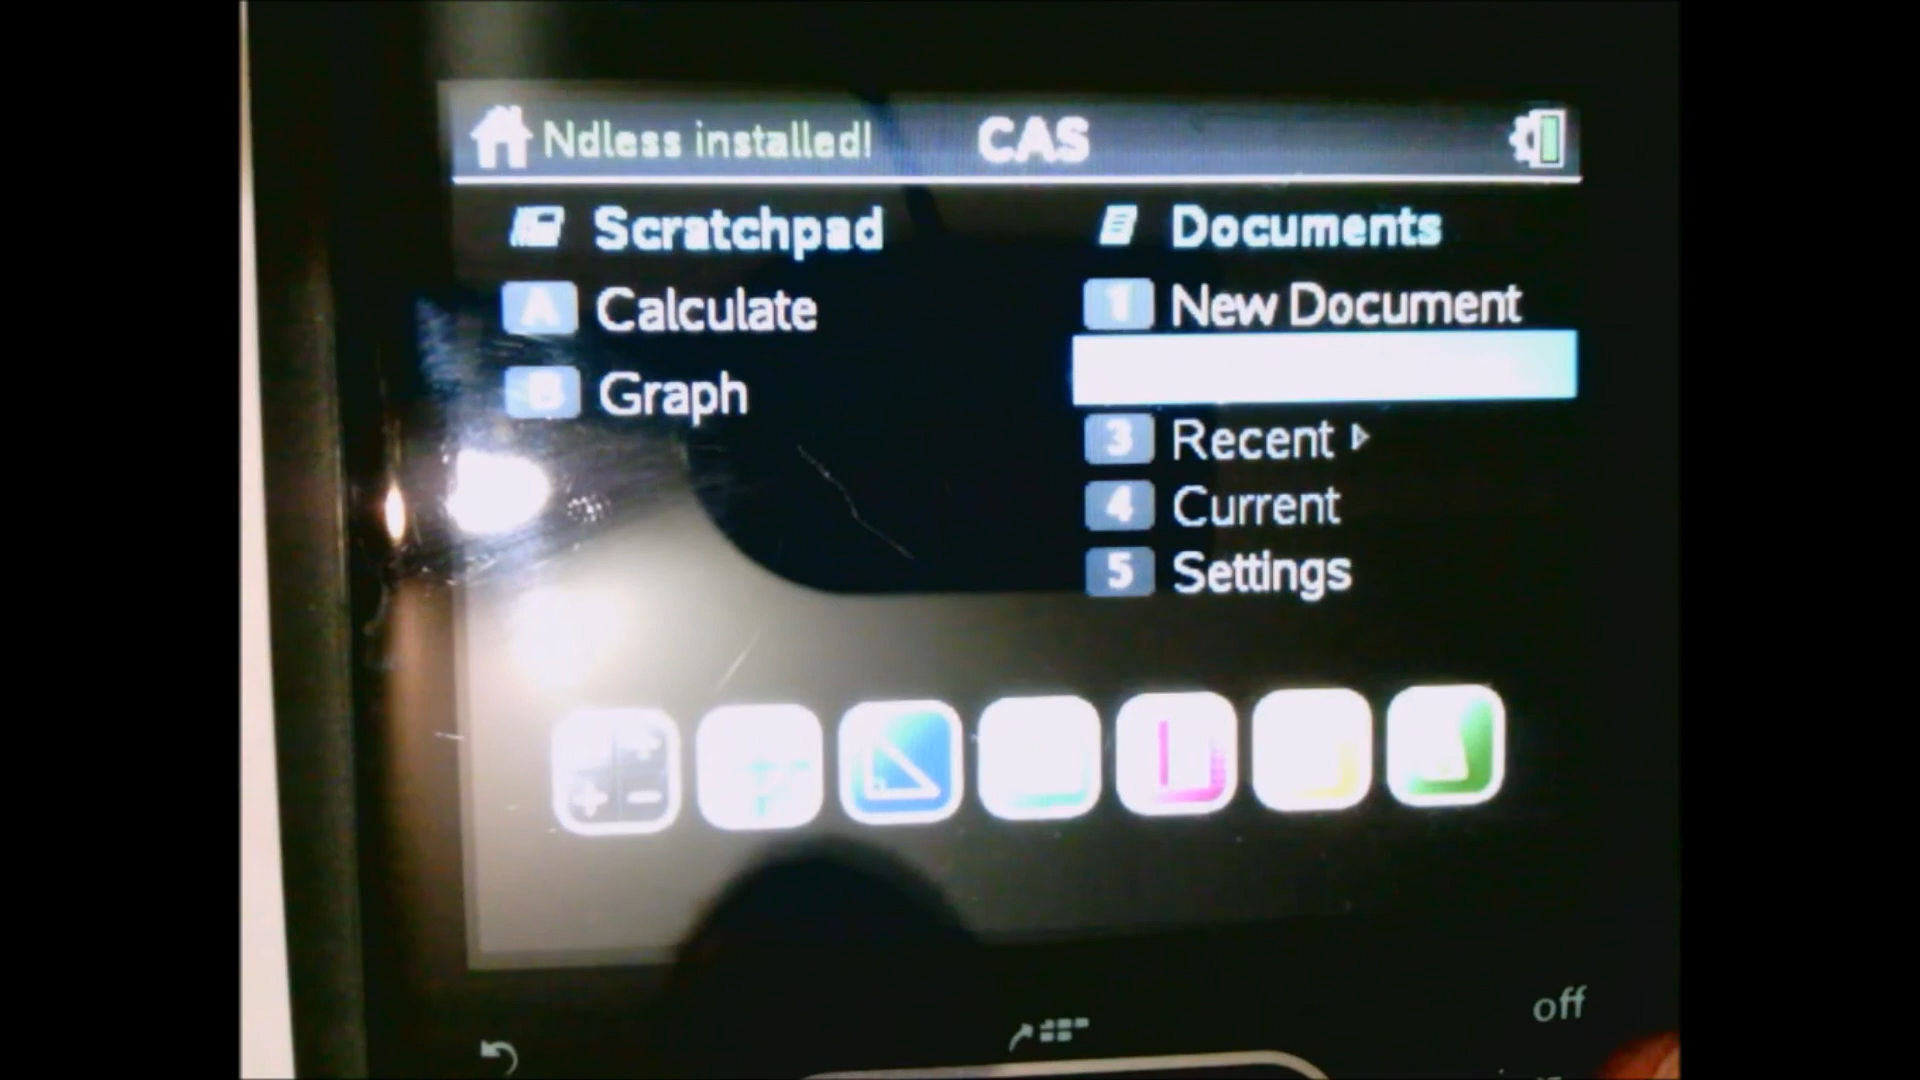 Ndless installed! CAS
Scratchpad
A Calculate
B Graph
Documents
1 New Document
3 Recent
4 Current
5 Settings
off